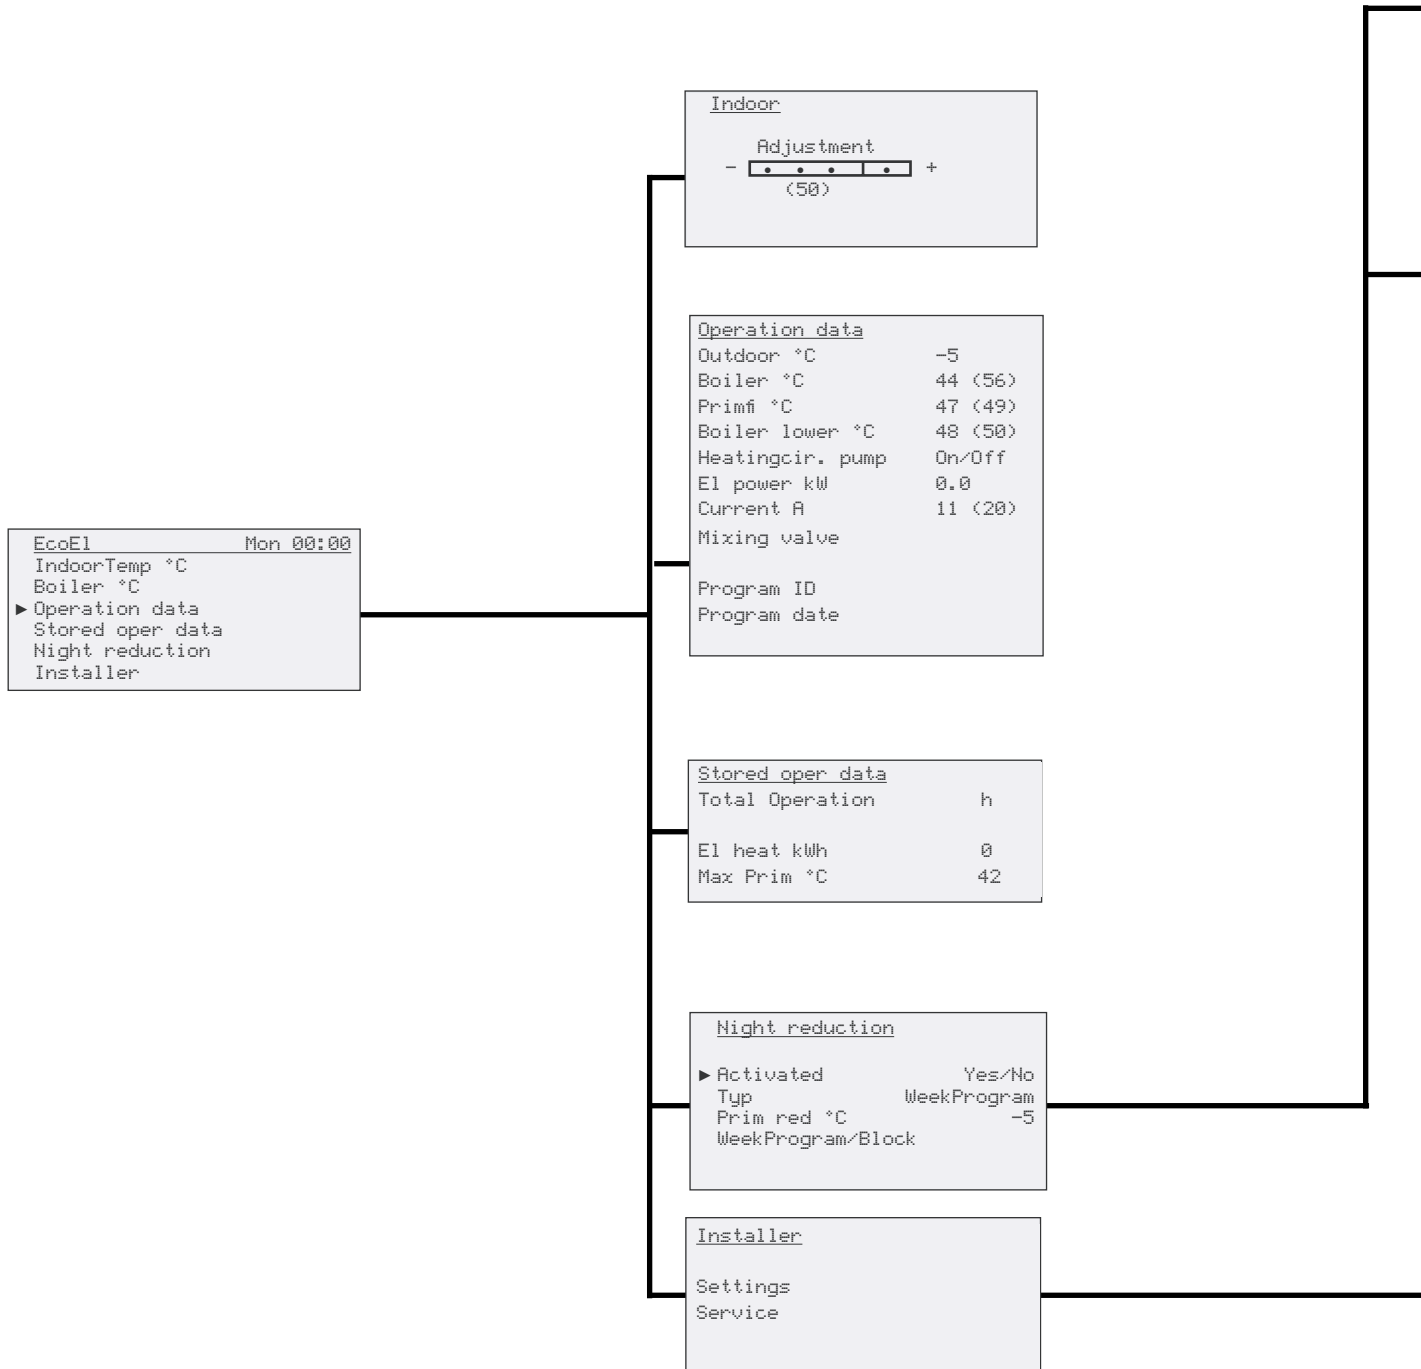 Indoor
Adjustment
- +
(50)
Operation data
Outdoor °C -5
Boiler °C 44 (56)
Primfi °C 47 (49)
Boiler lower °C 48 (50)
Heatingcir. pump On/Off
El power kW 0.0
Current A 11 (20)
Mixing valve
Program ID
Program date
EcoEl Mon 00:00
IndoorTemp °C
Boiler °C
►Operation data
Stored oper data
Night reduction
Installer
Stored oper data
Total Operation h
El heat kWh 0
Max Prim °C 42
Night reduction
►Activated Yes/No
Typ WeekProgram
Prim red °C -5
WeekProgram/Block
Installer
Settings
Service